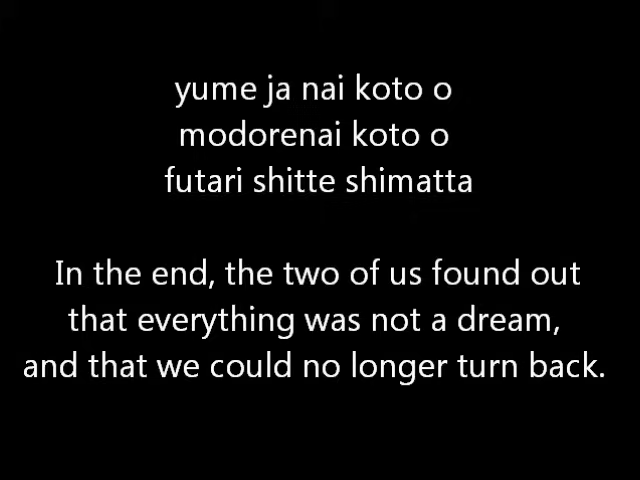 yume ja nai koto o
modorenai koto o
futari shitte shimatta
In the end, the two of us found out
that everything was not a dream,
and that we could no longer turn back.